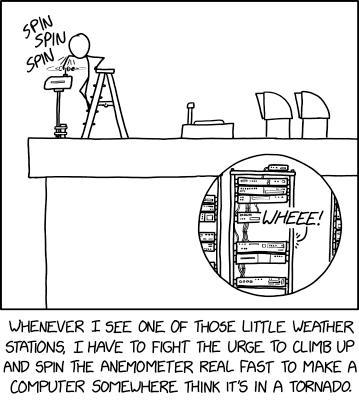 SPIN
SPIN
SPIN
WHEEE!
WHENEVER I SEE ONE OF THOSE LITTLE WEATHER
STATIONS, I HAVE TO FIGHT THE URGE TO CLIMB UP
AND SPIN THE ANEMOMETER REAL FAST TO MAKE A
COMPUTER SOMEWHERE THINK IT'S IN A TORNADO.